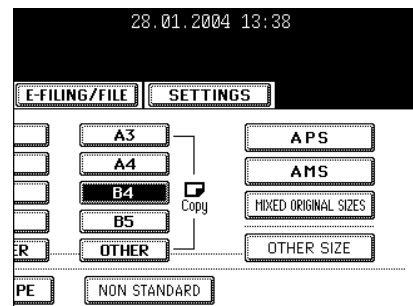 28.01.2004 13:38
E-FILING/FILE SETTINGS
A3 APS
A4 AMS
B4 Copy MIXED ORIGINAL SIZES
B5
ER OTHER OTHER SIZE
PE NON STANDARD